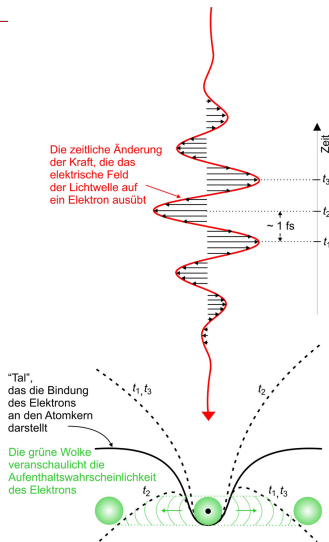 Die zeitliche Änderung
der Kraft, die das
elektrische Feld
der Lichtwelle auf
ein Elektron ausübt
Zeit
t₃
t₂
~ 1 fs
t₁
"Tal",
das die Bindung
des Elektrons
an den Atomkern
darstellt
t₁,t₃
t₂
Die grüne Wolke
veranschaulicht die
Aufenthaltswahrscheinlichkeit
des Elektrons
t₂
t₁,t₃